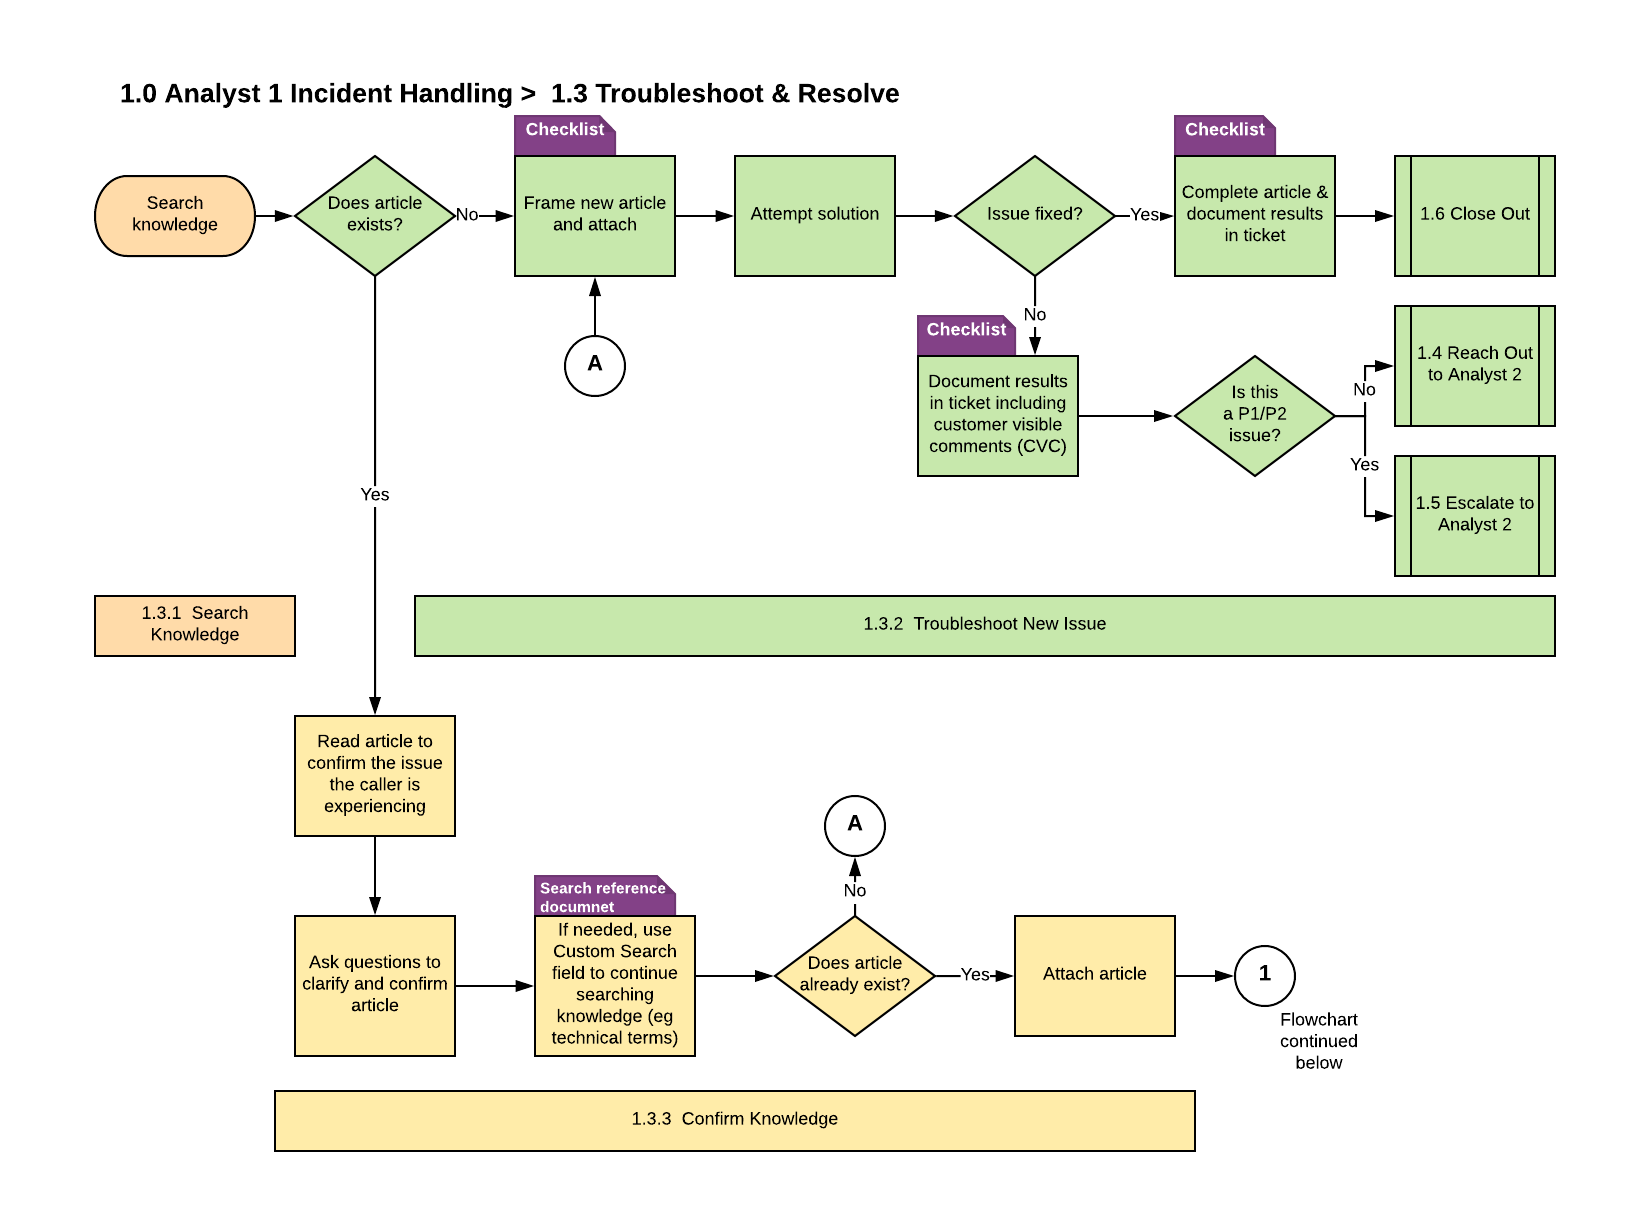 1.0 Analyst 1 Incident Handling >  1.3 Troubleshoot & Resolve
Checklist
Checklist
Search
knowledge
Does article
exists?
No
Frame new article
and attach
Attempt solution
Issue fixed?
Yes
Complete article &
document results
in ticket
1.6 Close Out
A
No
Checklist
Document results
in ticket including
customer visible
comments (CVC)
Is this
a P1/P2
issue?
No
1.4 Reach Out
to Analyst 2
Yes
1.5 Escalate to
Analyst 2
Yes
1.3.1  Search
Knowledge
1.3.2  Troubleshoot New Issue
Read article to
confirm the issue
the caller is
experiencing
Ask questions to
clarify and confirm
article
Search reference
documnet
If needed, use
Custom Search
field to continue
searching
knowledge (eg
technical terms)
A
No
Does article
already exist?
Yes
Attach article
1
Flowchart
continued
below
1.3.3  Confirm Knowledge